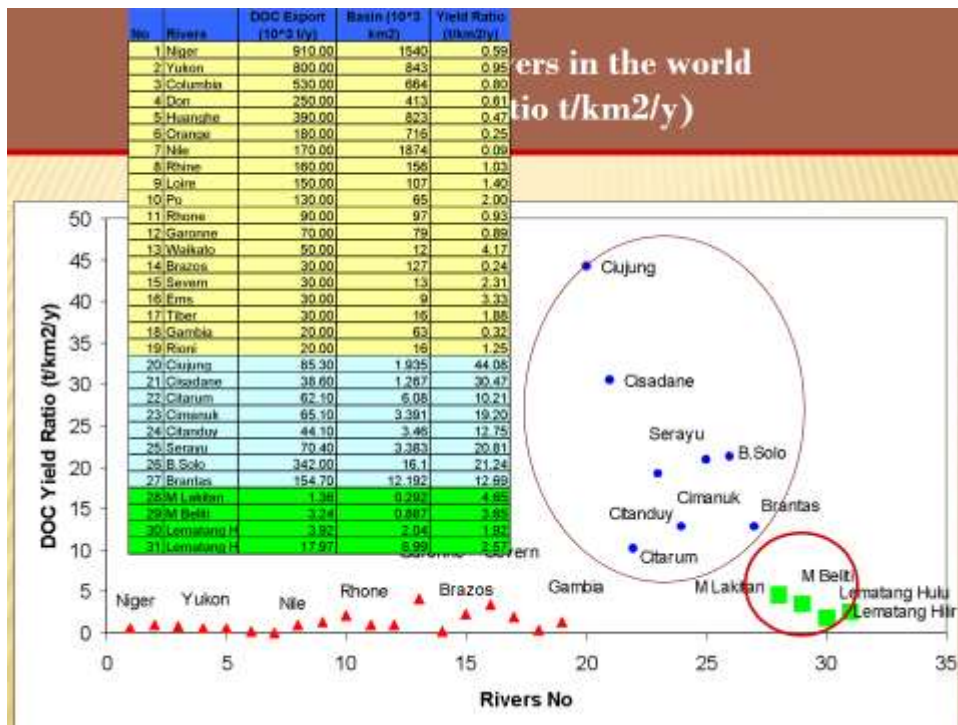 No Rivers DOC Export (10^3 t/y) Basin (10^3 km2) Yield Ratio (t/km2/y)
1 Niger 910.00 1540 0.59
2 Yukon 800.00 843 0.95
3 Columbia 530.00 664 0.80
4 Don 250.00 413 0.61
5 Huanghe 390.00 823 0.47
6 Orange 180.00 716 0.25
7 Nile 170.00 1874 0.09
8 Rhine 160.00 156 1.03
9 Loire 150.00 107 1.40
10 Po 130.00 65 2.00
11 Rhone 90.00 97 0.93
12 Garonne 70.00 79 0.89
13 Waikato 50.00 12 4.17
14 Brazos 30.00 127 0.24
15 Severn 30.00 13 2.31
16 Ems 30.00 9 3.33
17 Tiber 30.00 16 1.88
18 Gambia 20.00 63 0.32
19 Rioni 20.00 16 1.25
20 Ciujung 85.30 1.935 44.08
21 Cisadane 38.60 1.267 30.47
22 Citarum 62.10 6,08 10.21
23 Cimanuk 65.10 3.391 19.20
24 Citanduy 44.10 3.46 12.75
25 Serayu 70.40 3.383 20.81
26 B.Solo 342.00 16.1 21.24
27 Brantas 154.70 12.192 12.69
28 M Lakitan 1.36 0.292 4.65
29 M Beliti 3.24 0.887 3.65
30 Lematang H 3.92 2.04 1.92
31 Lematang H 17.97 6.99 2.57
vers in the world
tio t/km2/y)
DOC Yield Ratio (t/km2/y)
50
45
40
35
30
25
20
15
10
5
0
Ciujung
Cisadane
Serayu
B.Solo
Cimanuk
Citanduy
Brantas
Citarum
M Lakitan
M Beliti
Lematang Hulu
Lematang Hilir
Niger
Yukon
Nile
Rhone
Brazos
Gambia
0 5 10 15 20 25 30 35
Rivers No